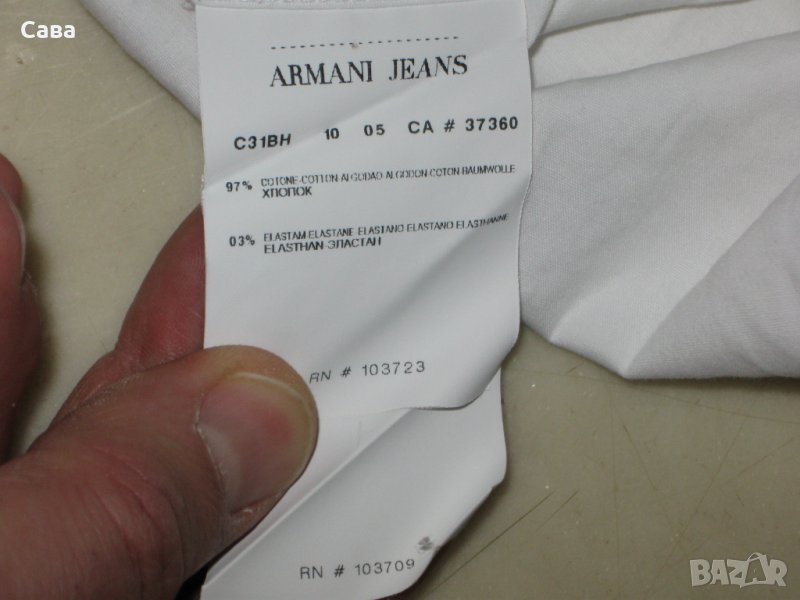 Сава
ARMANI JEANS
C31BH 10 05 CA # 37360
97% COTONE-COTTON-ALGODAO ALGODON-COTON BAUMWOLLE
ХЛОПОК
03% ELASTAM ELASTANE ELASTANO ELASTANO ELASTHANNE
ELASTHAN-ЭЛАСТАН
RN # 103723
RN # 103709
BAZAR